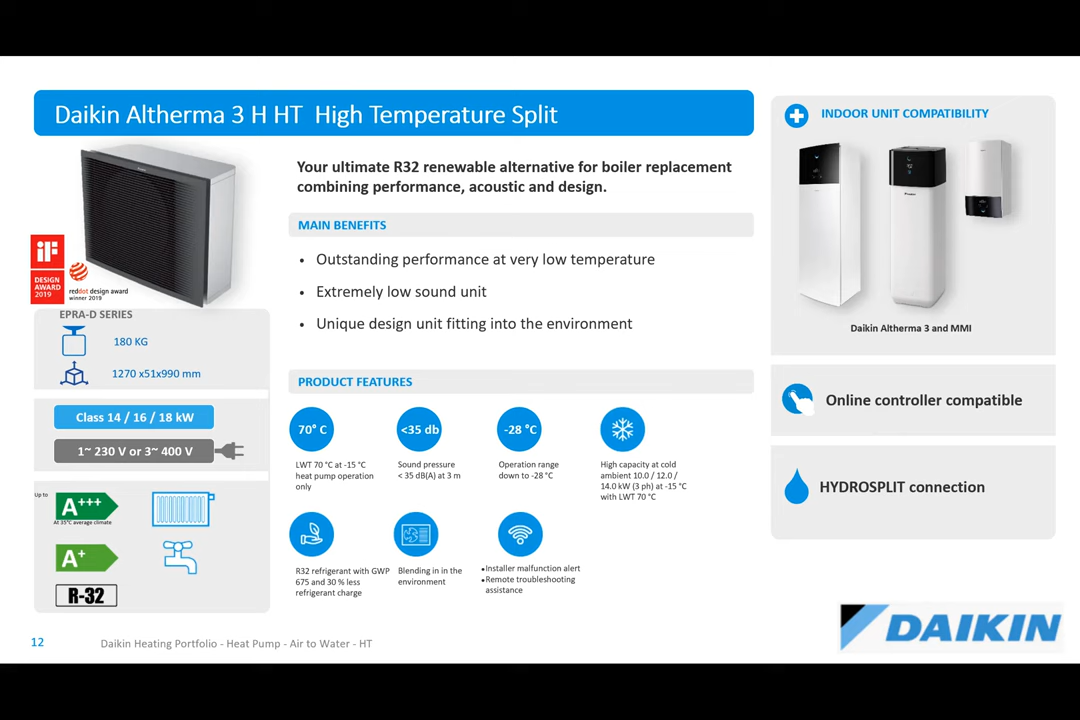 Daikin Altherma 3 H HT High Temperature Split
Your ultimate R32 renewable alternative for boiler replacement
combining performance, acoustic and design.
MAIN BENEFITS
• Outstanding performance at very low temperature
• Extremely low sound unit
• Unique design unit fitting into the environment
iF
DESIGN
AWARD
2019
reddot design award
winner 2019
EPRA-D SERIES
180 KG
1270 x51x990 mm
Class 14 / 16 / 18 kW
1~ 230 V or 3~ 400 V
Up to
A+++
At 35°C average climate
A+
R-32
PRODUCT FEATURES
70° C
LWT 70 °C at -15 °C
heat pump operation
only
<35 db
Sound pressure
< 35 dB(A) at 3 m
-28 °C
Operation range
down to -28 °C
High capacity at cold
ambient 10.0 / 12.0 /
14.0 kW (3 ph) at -15 °C
with LWT 70 °C
R32 refrigerant with GWP
675 and 30 % less
refrigerant charge
Blending in in the
environment
•Installer malfunction alert
•Remote troubleshooting
assistance
INDOOR UNIT COMPATIBILITY
Daikin Altherma 3 and MMI
Online controller compatible
HYDROSPLIT connection
12
Daikin Heating Portfolio - Heat Pump - Air to Water - HT
DAIKIN